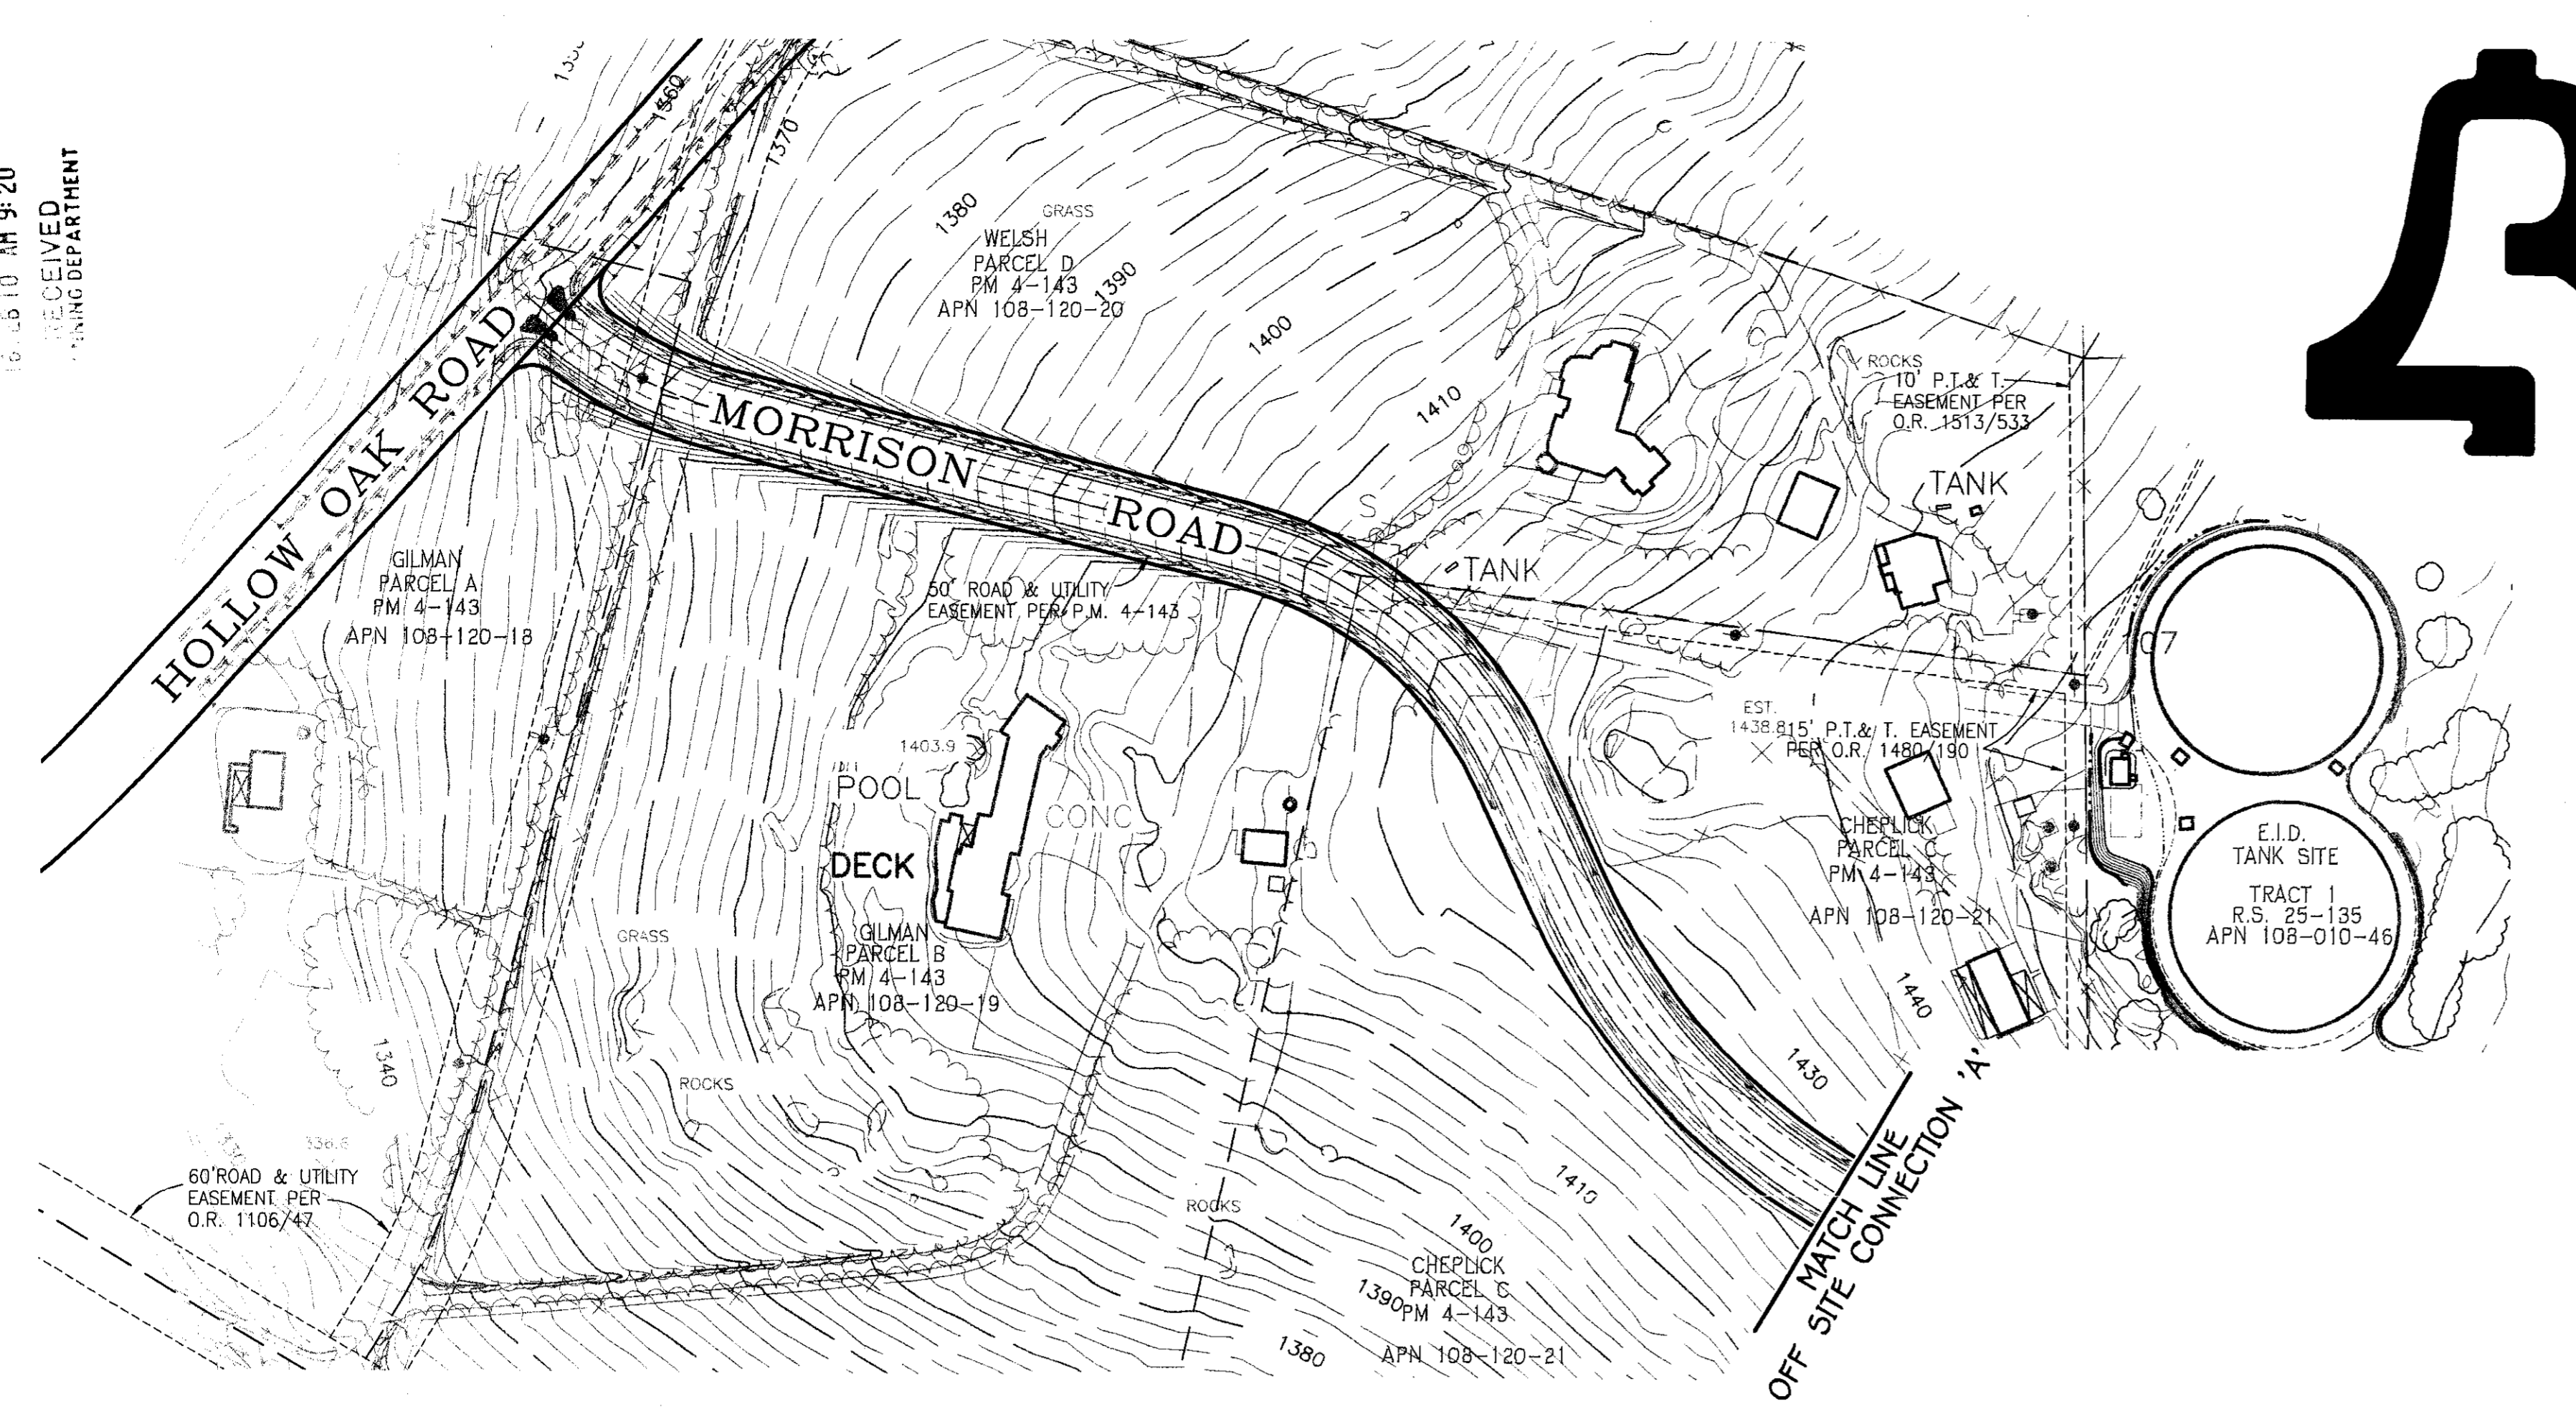 RECEIVED
DEPARTMENT
1360
1370
1380
GRASS
WELSH
PARCEL D
PM 4-143
APN 108-120-20
1390
1400
1410
ROCKS
10' P.T.& T.
EASEMENT PER
O.R. 1513/533
TANK
HOLLOW OAK ROAD
MORRISON ROAD
TANK
GILMAN
PARCEL A
PM 4-143
APN 108-120-18
50' ROAD & UTILITY
EASEMENT PER P.M. 4-143
EST.
1438.8
15' P.T.& T. EASEMENT
PER O.R. 1480/190
1403.9
POOL
CONC
DECK
CHEPLICK
PARCEL C
PM 4-143
APN 108-120-21
E.I.D.
TANK SITE
TRACT 1
R.S. 25-135
APN 108-010-46
GRASS
GILMAN
PARCEL B
PM 4-143
APN 108-120-19
1440
1430
1340
ROCKS
60'ROAD & UTILITY
EASEMENT PER
O.R. 1106/47
ROCKS
1410
1400
1390
1380
CHEPLICK
PARCEL C
PM 4-143
APN 108-120-21
MATCH LINE
OFF SITE CONNECTION 'A'